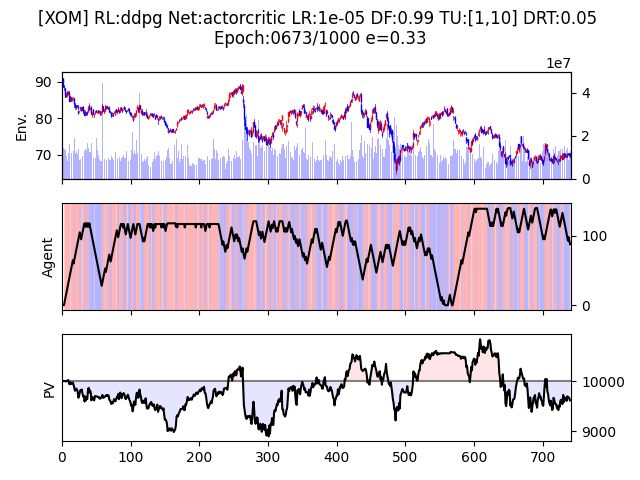 [XOM] RL:ddpg Net:actorcritic LR:1e-05 DF:0.99 TU:[1,10] DRT:0.05
Epoch:0673/1000 e=0.33
1e7
90
80
70
Env.
4
2
0
Agent
100
0
PV
10000
9000
0 100 200 300 400 500 600 700